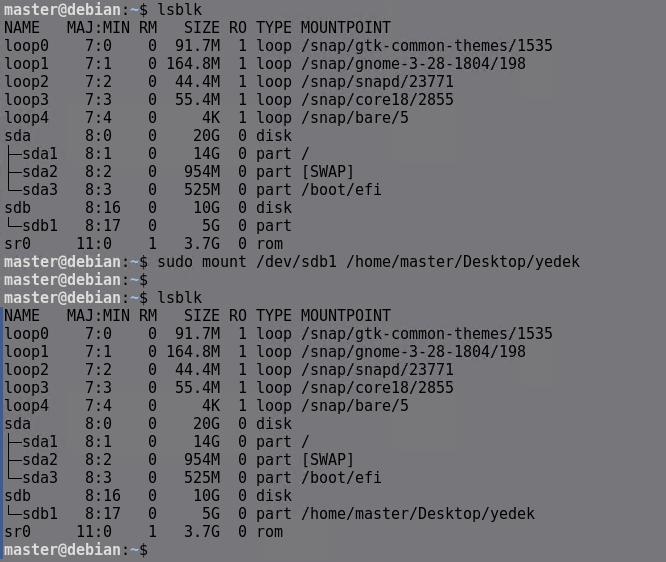 master@debian:~$ lsblk
NAME   MAJ:MIN RM   SIZE RO TYPE MOUNTPOINT
loop0    7:0    0  91.7M  1 loop /snap/gtk-common-themes/1535
loop1    7:1    0 164.8M  1 loop /snap/gnome-3-28-1804/198
loop2    7:2    0  44.4M  1 loop /snap/snapd/23771
loop3    7:3    0  55.4M  1 loop /snap/core18/2855
loop4    7:4    0     4K  1 loop /snap/bare/5
sda      8:0    0    20G  0 disk
├─sda1   8:1    0    14G  0 part /
├─sda2   8:2    0   954M  0 part [SWAP]
└─sda3   8:3    0   525M  0 part /boot/efi
sdb      8:16   0    10G  0 disk
└─sdb1   8:17   0     5G  0 part
sr0     11:0    1   3.7G  0 rom
master@debian:~$ sudo mount /dev/sdb1 /home/master/Desktop/yedek
master@debian:~$
master@debian:~$ lsblk
NAME   MAJ:MIN RM   SIZE RO TYPE MOUNTPOINT
loop0    7:0    0  91.7M  1 loop /snap/gtk-common-themes/1535
loop1    7:1    0 164.8M  1 loop /snap/gnome-3-28-1804/198
loop2    7:2    0  44.4M  1 loop /snap/snapd/23771
loop3    7:3    0  55.4M  1 loop /snap/core18/2855
loop4    7:4    0     4K  1 loop /snap/bare/5
sda      8:0    0    20G  0 disk
├─sda1   8:1    0    14G  0 part /
├─sda2   8:2    0   954M  0 part [SWAP]
└─sda3   8:3    0   525M  0 part /boot/efi
sdb      8:16   0    10G  0 disk
└─sdb1   8:17   0     5G  0 part /home/master/Desktop/yedek
sr0     11:0    1   3.7G  0 rom
master@debian:~$